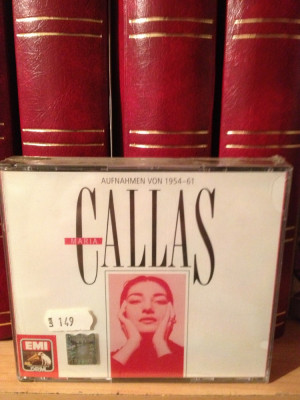 AUFNAHMEN VON 1954-61
MARIA
CALLAS
149
EMI